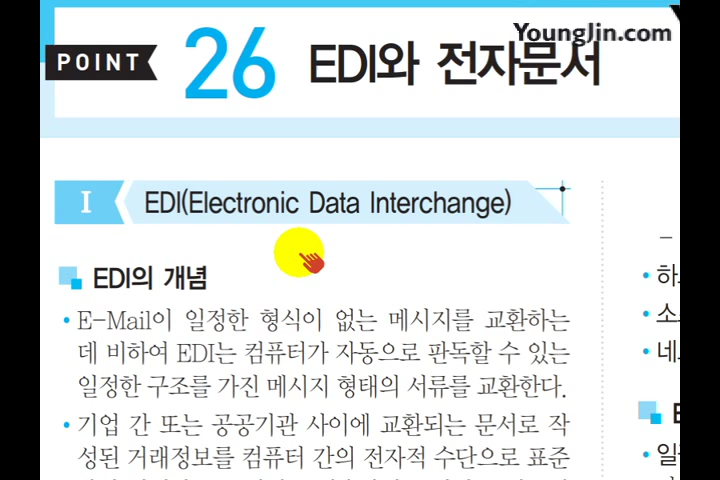 YoungJin.com
POINT 26 EDI와 전자문서
I EDI(Electronic Data Interchange)
EDI의 개념
• E-Mail이 일정한 형식이 없는 메시지를 교환하는
데 비하여 EDI는 컴퓨터가 자동으로 판독할 수 있는
일정한 구조를 가진 메시지 형태의 서류를 교환한다.
• 기업 간 또는 공공기관 사이에 교환되는 문서로 작
성된 거래정보를 컴퓨터 간의 전자적 수단으로 표준
–
• 하
• 소
• 네
E
• 일